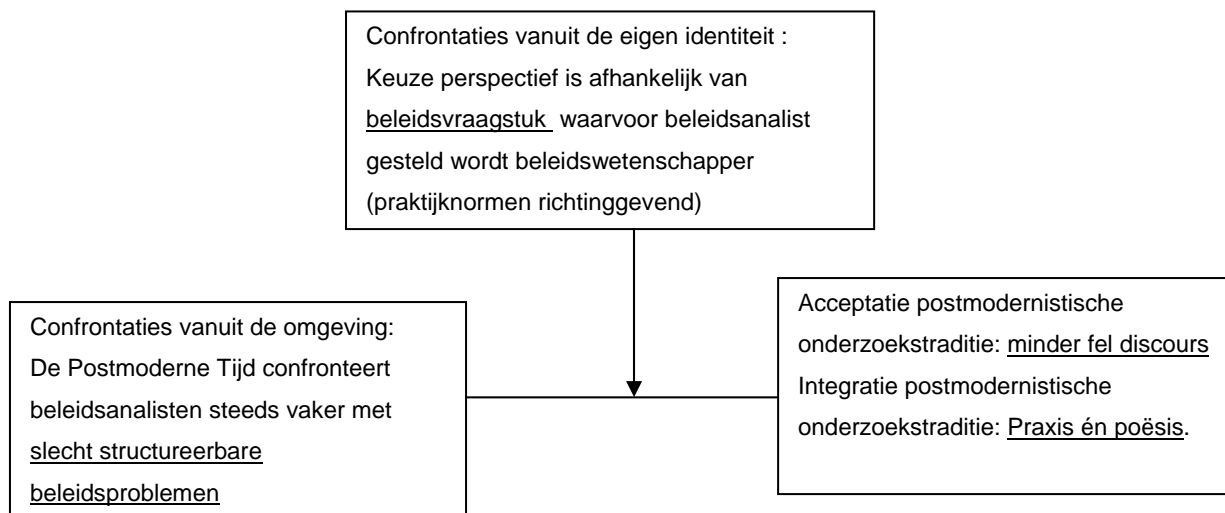 Confrontaties vanuit de eigen identiteit :
Keuze perspectief is afhankelijk van
beleidsvraagstuk waarvoor beleidsanalist
gesteld wordt beleidswetenschapper
(praktijknormen richtinggevend)
Confrontaties vanuit de omgeving:
De Postmoderne Tijd confronteert
beleidsanalisten steeds vaker met
slecht structureerbare
beleidsproblemen
Acceptatie postmodernistische
onderzoekstraditie: minder fel discours
Integratie postmodernistische
onderzoekstraditie: Praxis én poësis.